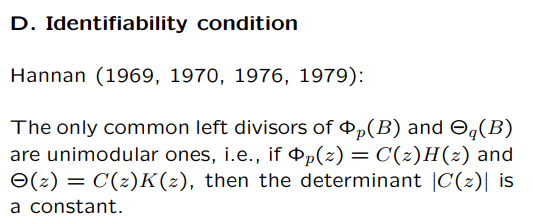 D. Identifiability condition
Hannan (1969, 1970, 1976, 1979):
The only common left divisors of Φₚ(B) and Θ_q(B)
are unimodular ones, i.e., if Φₚ(z) = C(z)H(z) and
Θ(z) = C(z)K(z), then the determinant |C(z)| is
a constant.